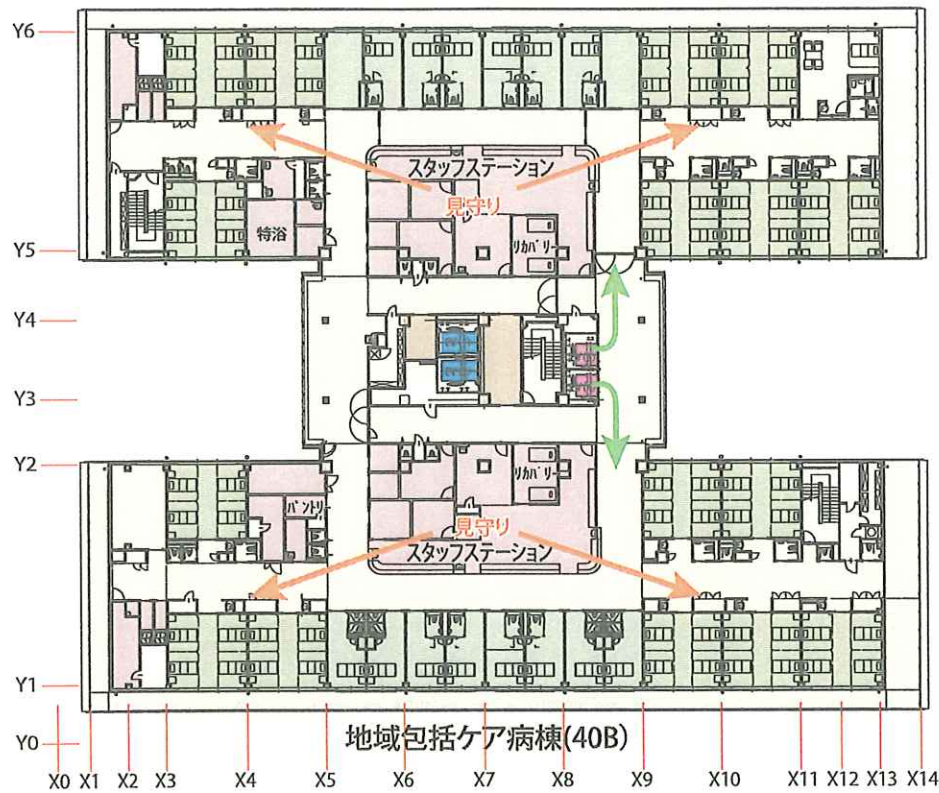 Y6
スタッフステーション
見守り
特浴
リカバリー
Y5
Y4
Y3
Y2
リカバリー
パントリー
見守り
スタッフステーション
Y1
地域包括ケア病棟(40B)
Y0
X0 X1 X2 X3 X4 X5 X6 X7 X8 X9 X10 X11 X12 X13 X14